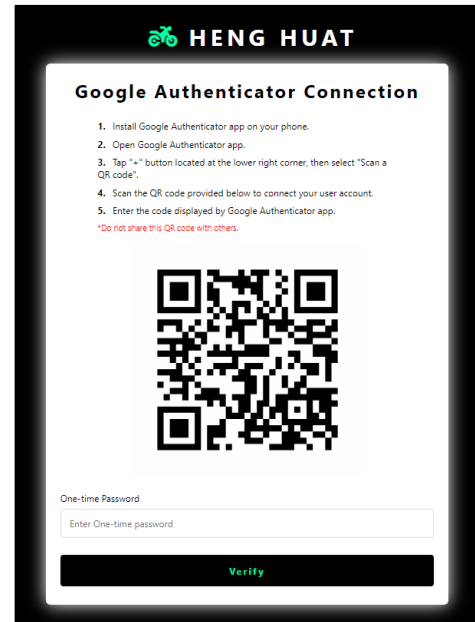 HENG HUAT
Google Authenticator Connection
1. Install Google Authenticator app on your phone.
2. Open Google Authenticator app.
3. Tap "+" button located at the lower right corner, then select "Scan a
QR code".
4. Scan the QR code provided below to connect your user account.
5. Enter the code displayed by Google Authenticator app.
*Do not share this QR code with others.
One-time Password
Enter One-time password
Verify